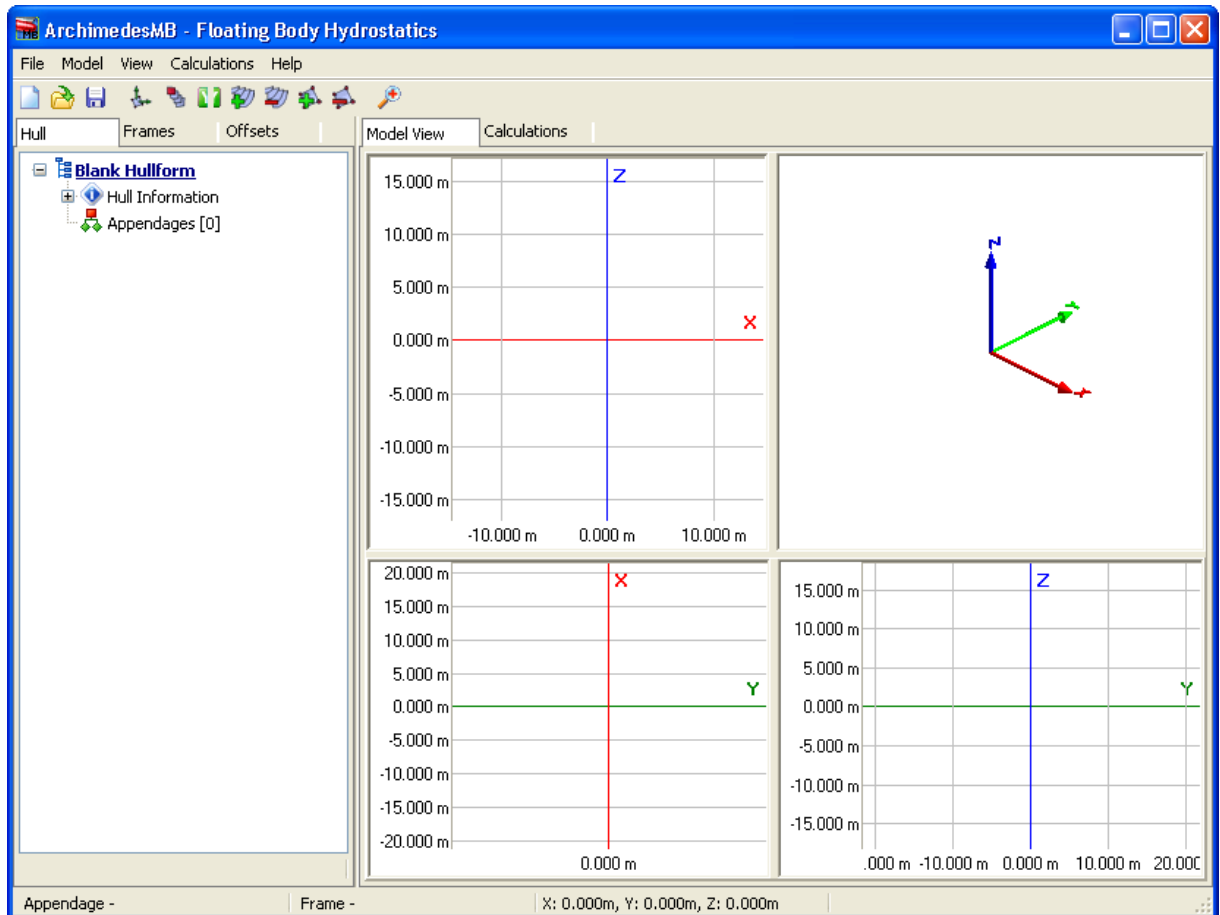 ArchimedesMB - Floating Body Hydrostatics
File Model View Calculations Help
Hull Frames Offsets
Model View Calculations
Blank Hullform
Hull Information
Appendages [0]
Z
15.000 m
10.000 m
5.000 m
X
0.000 m
-5.000 m
-10.000 m
-15.000 m
-10.000 m 0.000 m 10.000 m
Z
Y
X
20.000 m
X
15.000 m
10.000 m
5.000 m
Y
0.000 m
-5.000 m
-10.000 m
-15.000 m
-20.000 m
0.000 m
Z
15.000 m
10.000 m
5.000 m
Y
0.000 m
-5.000 m
-10.000 m
-15.000 m
.000 m -10.000 m 0.000 m 10.000 m 20.000
Appendage - Frame - X: 0.000m, Y: 0.000m, Z: 0.000m